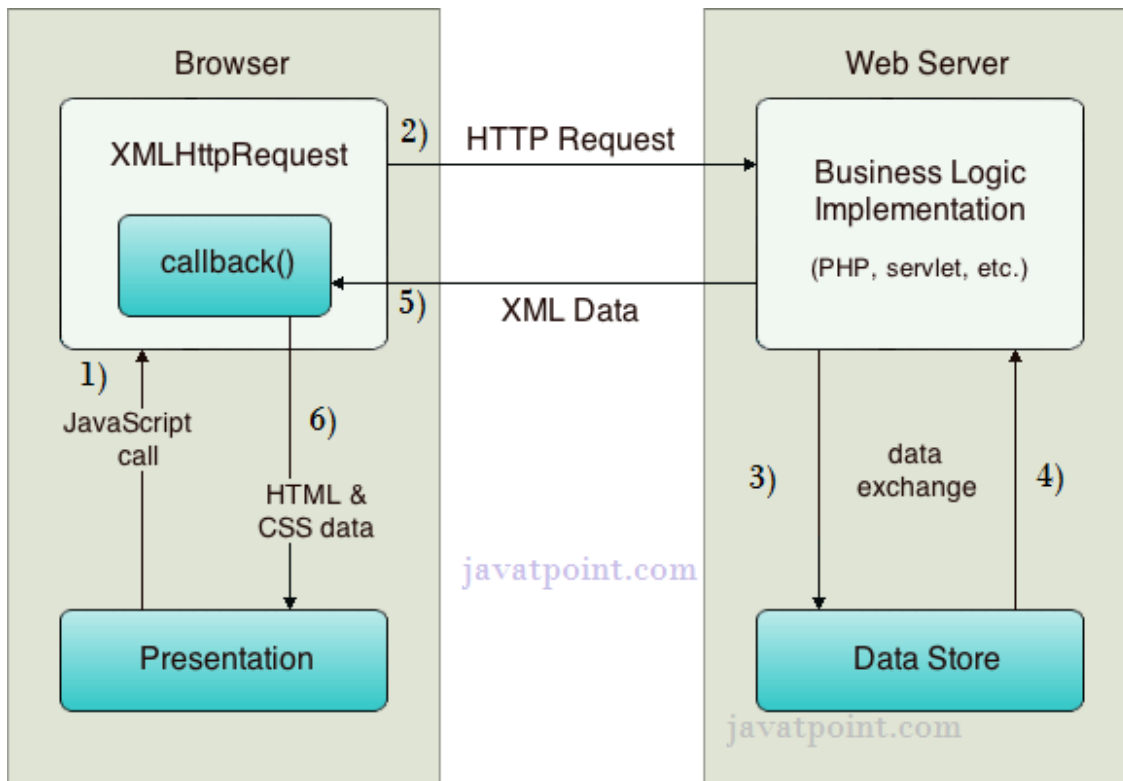 Browser
Web Server
XMLHttpRequest
2)
HTTP Request
Business Logic
Implementation
(PHP, servlet, etc.)
callback()
5)
XML Data
1)
JavaScript
call
6)
HTML &
CSS data
3)
data
exchange
4)
javatpoint.com
Presentation
Data Store
javatpoint.com